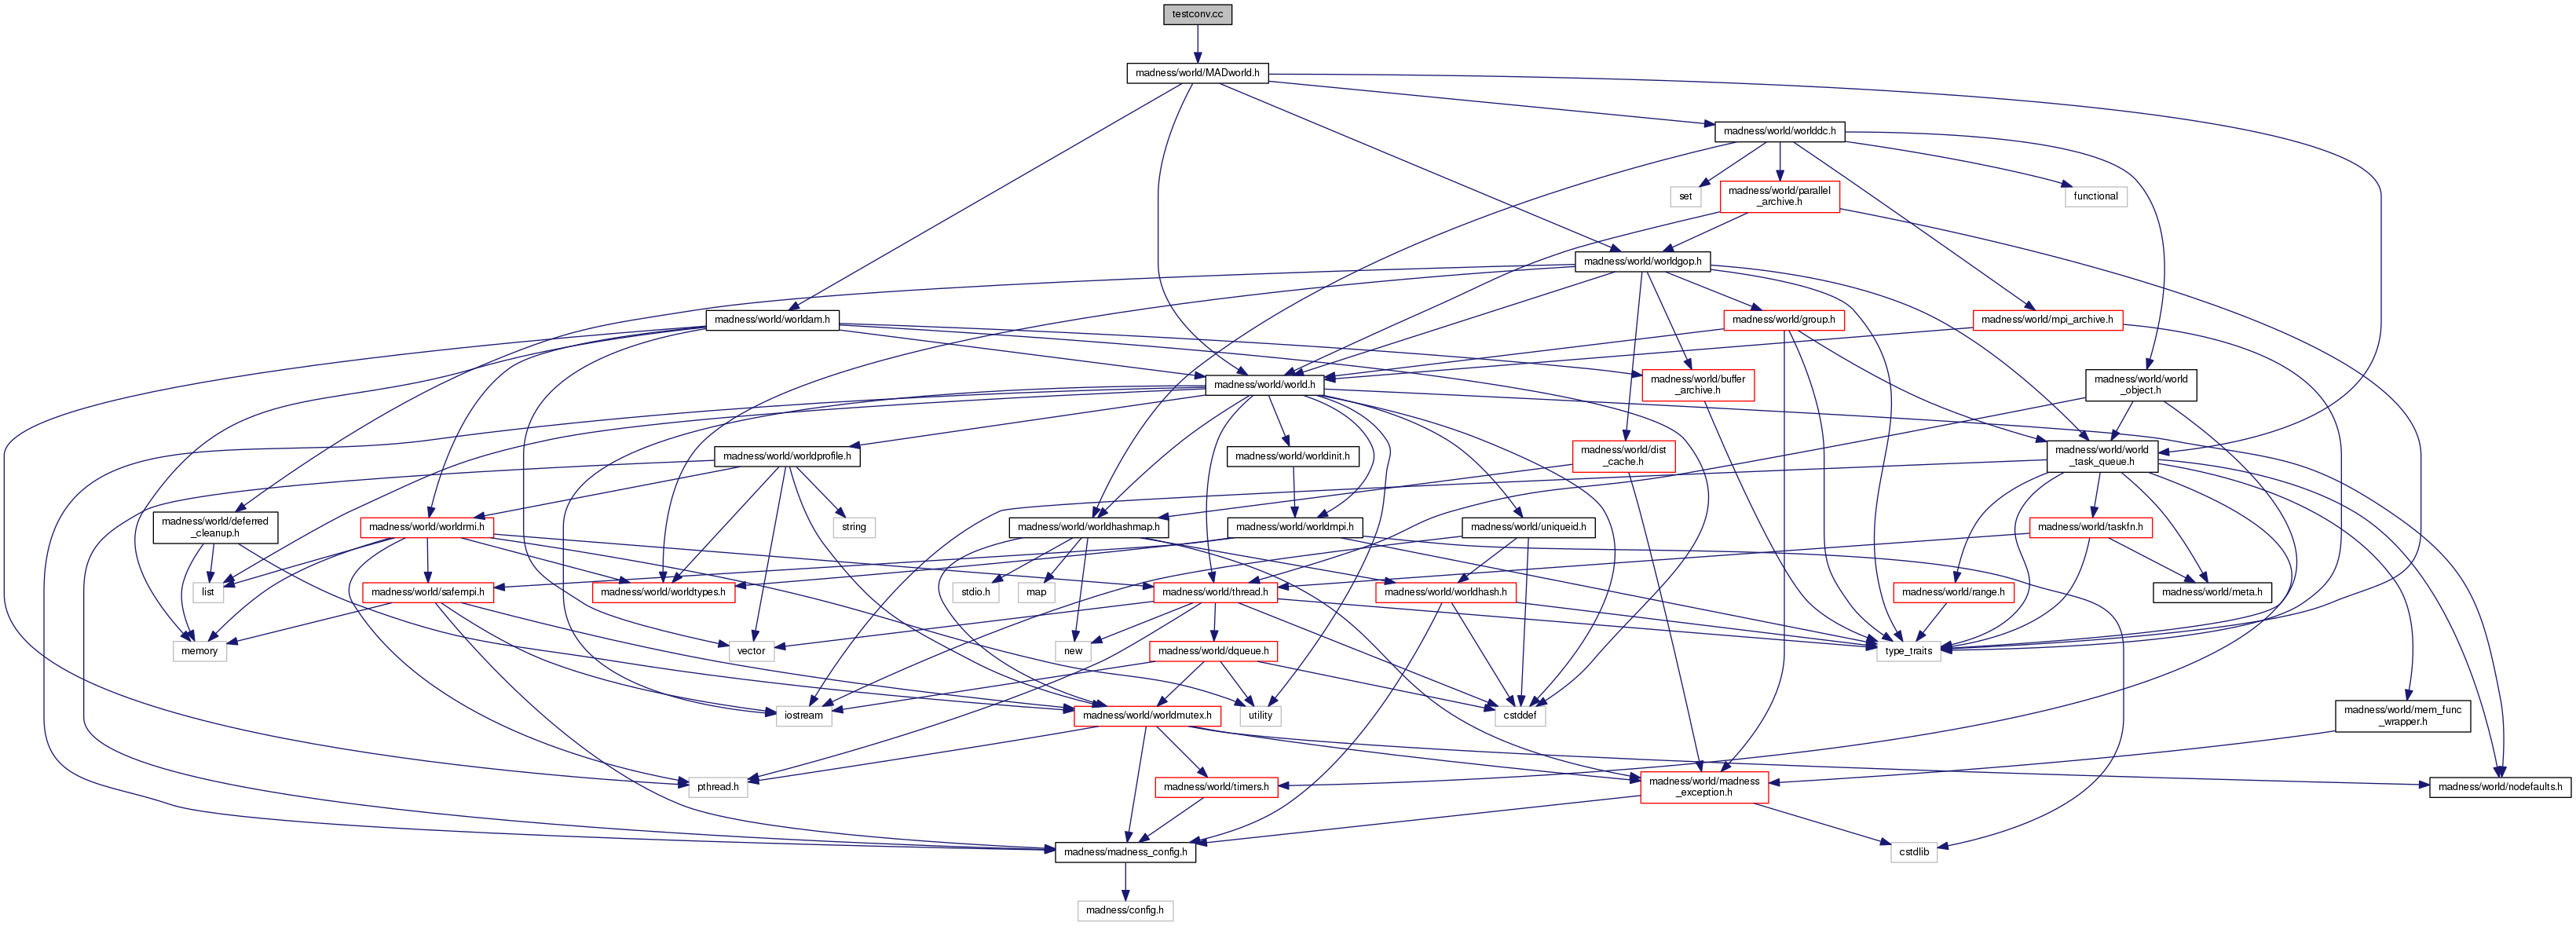 testconv.cc
madness/world/MADworld.h
madness/world/worlddc.h
set
madness/world/parallel
_archive.h
functional
madness/world/worldgop.h
madness/world/worldam.h
madness/world/group.h
madness/world/mpi_archive.h
madness/world/world.h
madness/world/buffer
_archive.h
madness/world/world
_object.h
madness/world/worldprofile.h
madness/world/worldinit.h
madness/world/dist
_cache.h
madness/world/world
_task_queue.h
madness/world/deferred
_cleanup.h
madness/world/worldrmi.h
string
madness/world/worldhashmap.h
madness/world/worldmpi.h
madness/world/uniqueid.h
madness/world/taskfn.h
list
madness/world/safempi.h
madness/world/worldtypes.h
stdio.h
map
madness/world/thread.h
madness/world/worldhash.h
madness/world/range.h
madness/world/meta.h
memory
vector
new
madness/world/dqueue.h
type_traits
iostream
madness/world/worldmutex.h
utility
cstddef
madness/world/mem_func
_wrapper.h
pthread.h
madness/world/timers.h
madness/world/madness
_exception.h
madness/world/nodefaults.h
madness/madness_config.h
cstdlib
madness/config.h